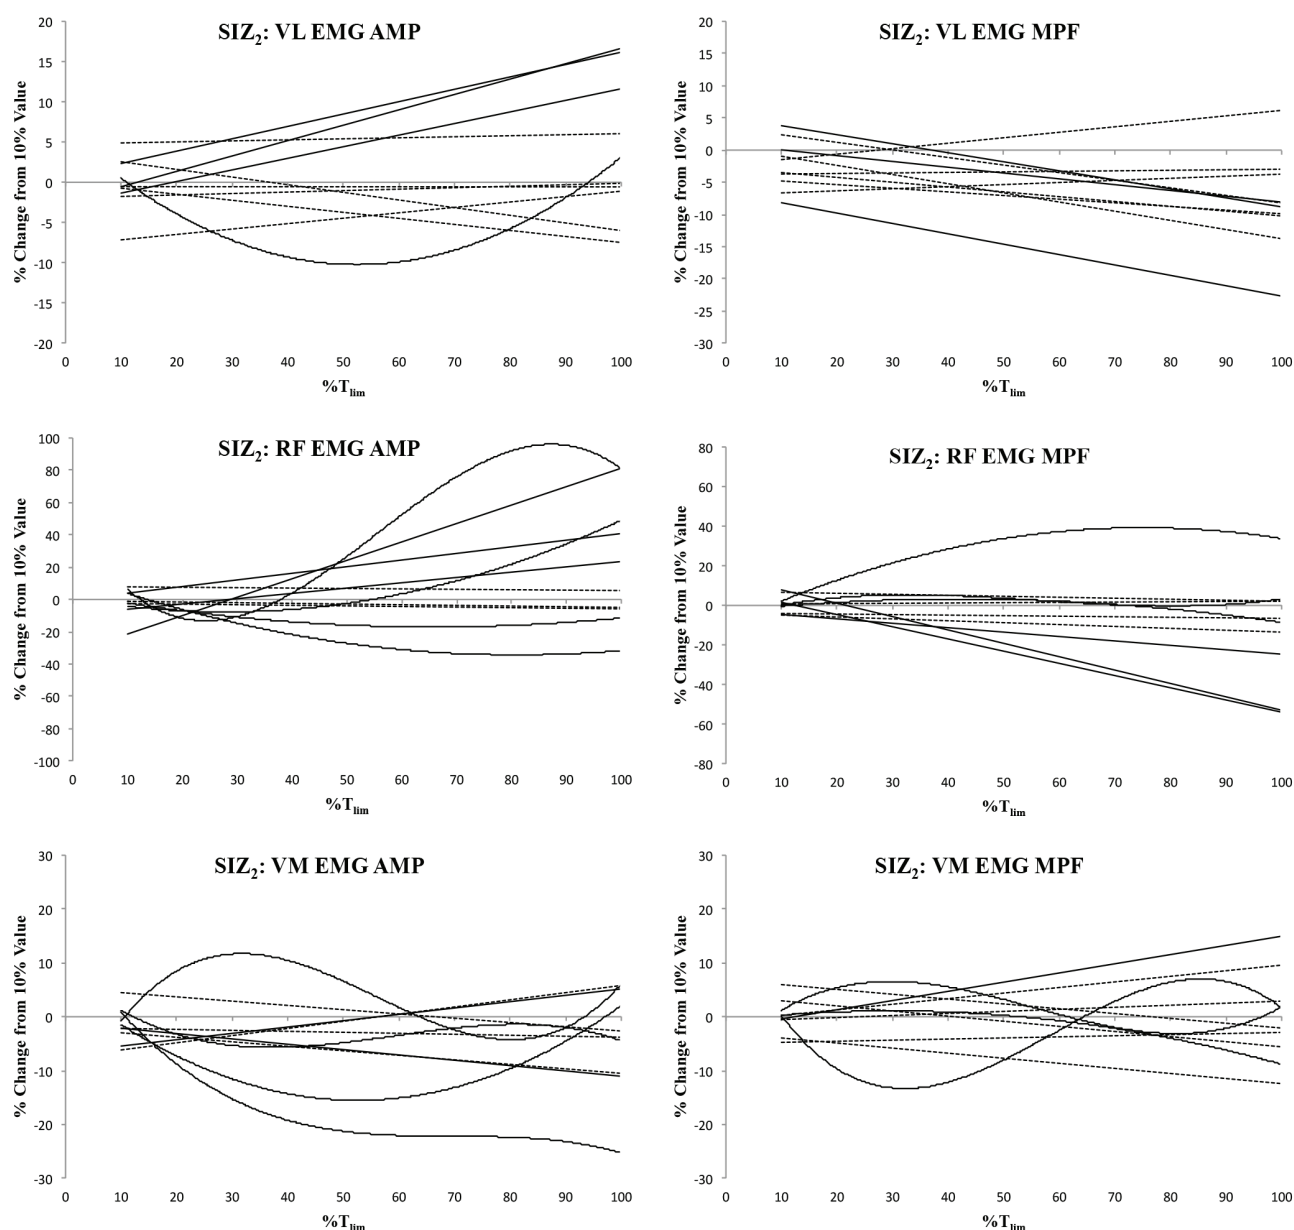 SIZ₂: VL EMG AMP
% Change from 10% Value
20
15
10
5
0
-5
-10
-15
-20
0 10 20 30 40 50 60 70 80 90 100
%Tlim
SIZ₂: VL EMG MPF
% Change from 10% Value
20
15
10
5
0
-5
-10
-15
-20
-25
-30
0 10 20 30 40 50 60 70 80 90 100
%Tlim
SIZ₂: RF EMG AMP
% Change from 10% Value
100
80
60
40
20
0
-20
-40
-60
-80
-100
0 10 20 30 40 50 60 70 80 90 100
%Tlim
SIZ₂: RF EMG MPF
% Change from 10% Value
80
60
40
20
0
-20
-40
-60
-80
0 10 20 30 40 50 60 70 80 90 100
%Tlim
SIZ₂: VM EMG AMP
% Change from 10% Value
30
20
10
0
-10
-20
-30
0 10 20 30 40 50 60 70 80 90 100
%Tlim
SIZ₂: VM EMG MPF
% Change from 10% Value
30
20
10
0
-10
-20
-30
0 10 20 30 40 50 60 70 80 90 100
%Tlim